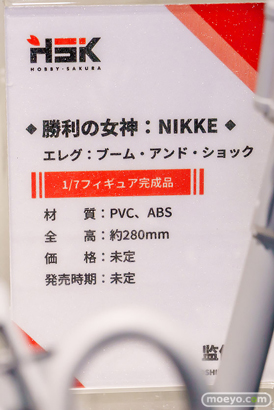 HSK
HOBBY-SAKURA
◆ 勝利の女神：NIKKE ◆
エレグ：ブーム・アンド・ショック
1/7フィギュア完成品
材　質：PVC、ABS
全　高：約280mm
価　格：未定
発売時期：未定
moeyo.com